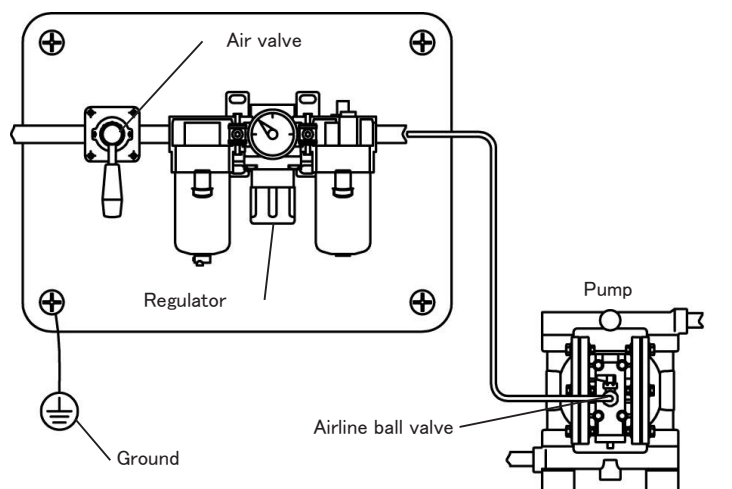 Air valve
Regulator
Pump
Airline ball valve
Ground